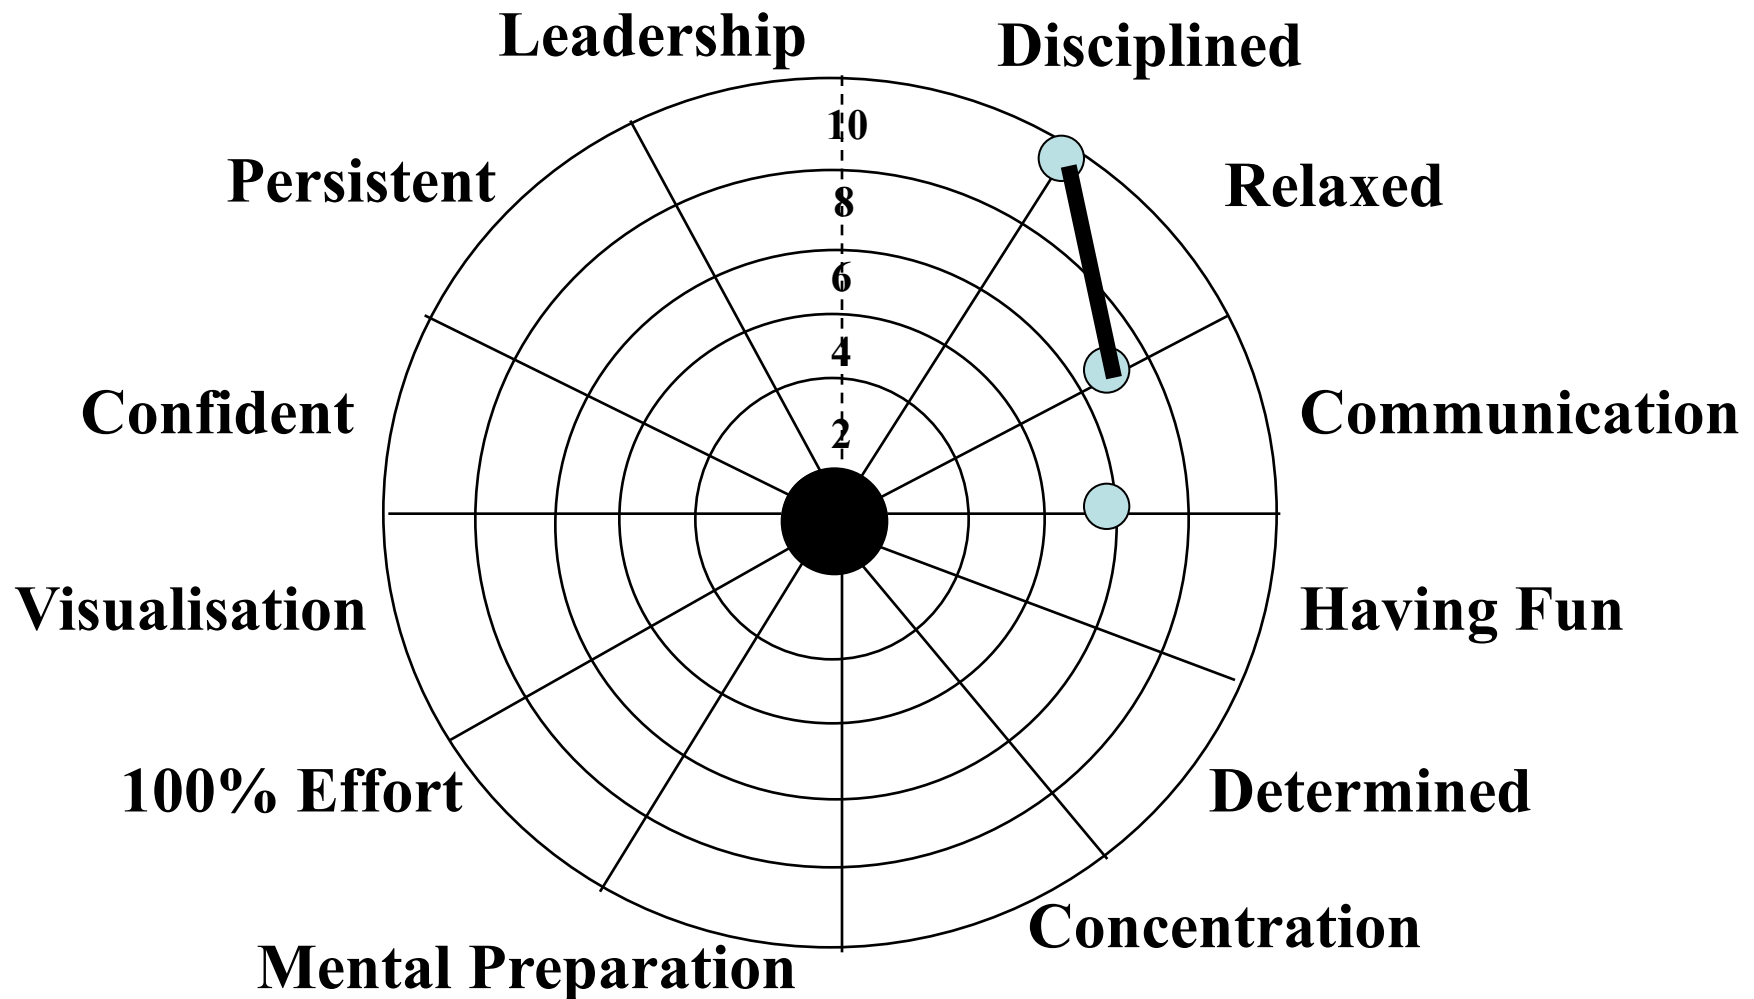 Leadership
Disciplined
10
Persistent
Relaxed
8
6
4
Confident
Communication
2
Visualisation
Having Fun
100% Effort
Determined
Concentration
Mental Preparation